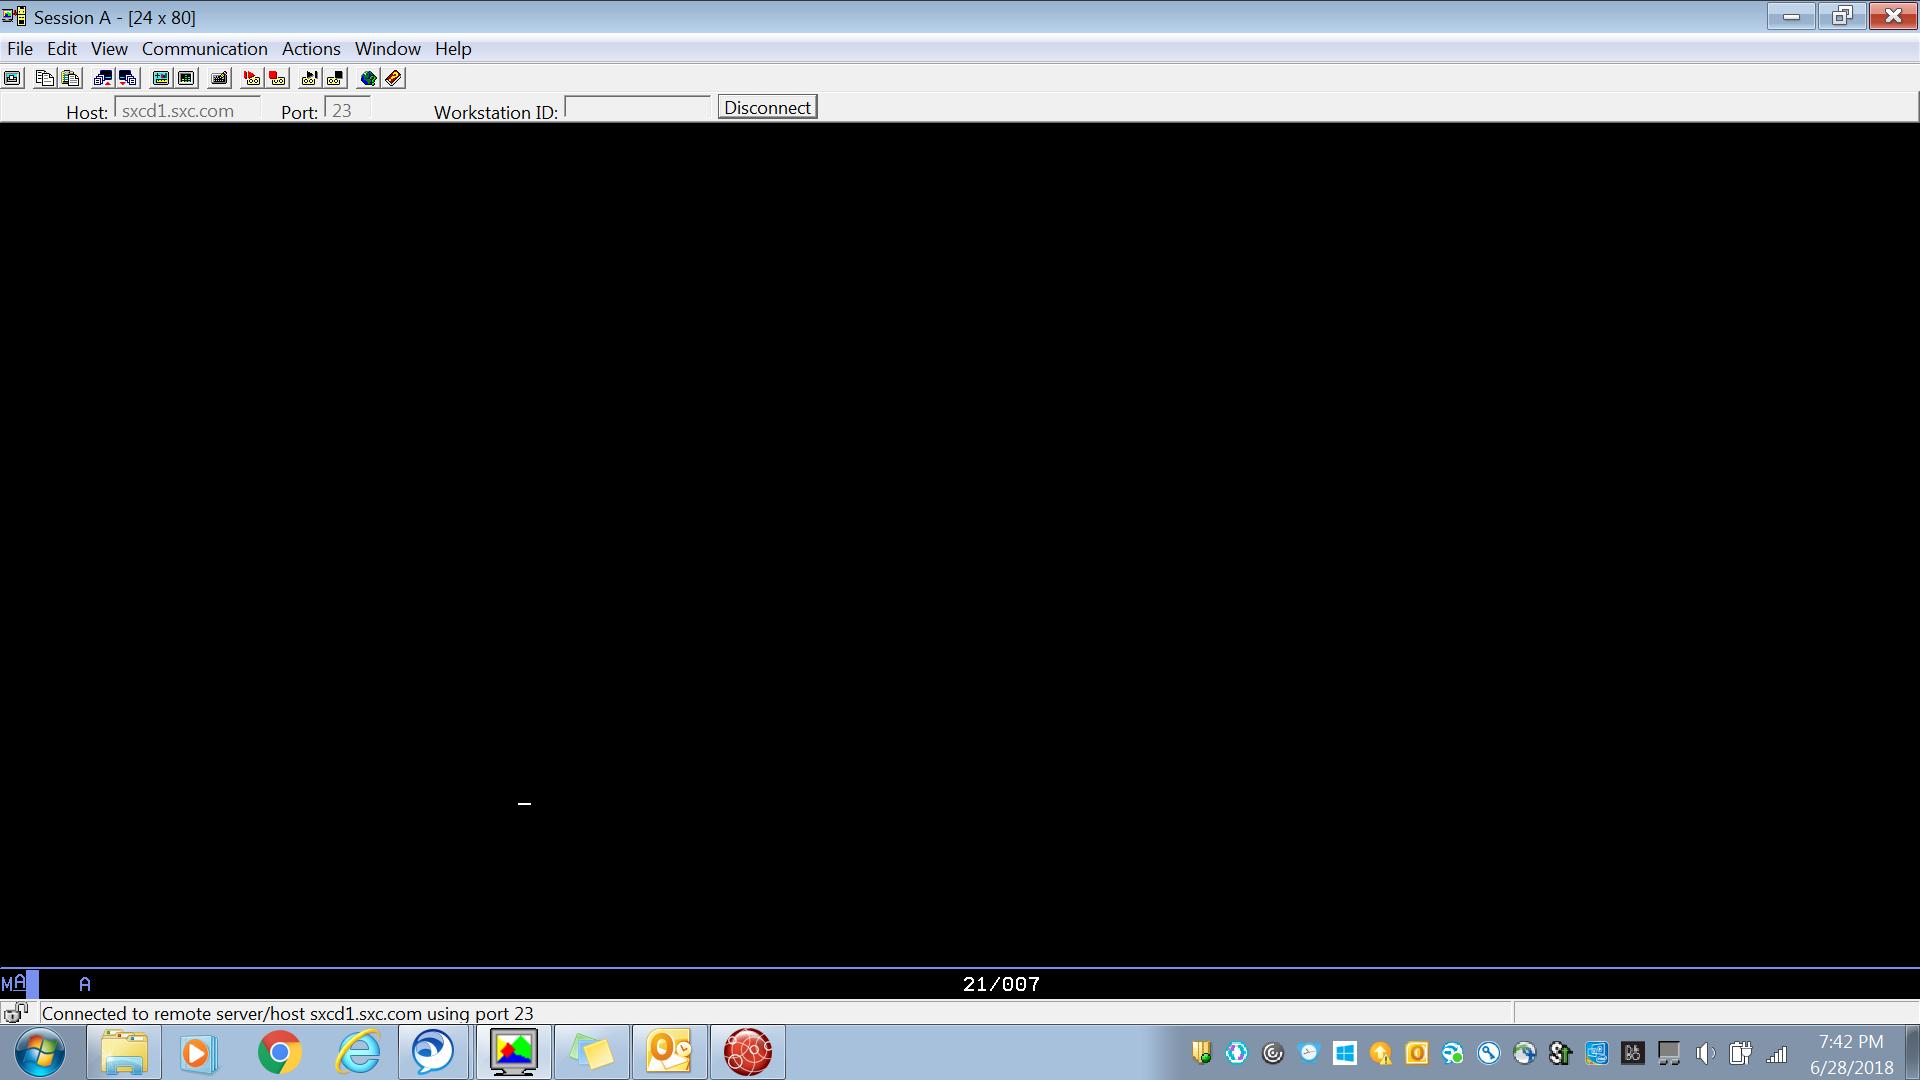 Session A - [24 x 80]
File Edit View Communication Actions Window Help
Host: sxcd1.sxc.com Port: 23 Workstation ID: Disconnect
MA A 21/007
Connected to remote server/host sxcd1.sxc.com using port 23
7:42 PM
6/28/2018